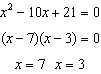 x² − 10x + 21 = 0
(x − 7)(x − 3) = 0
x = 7   x = 3